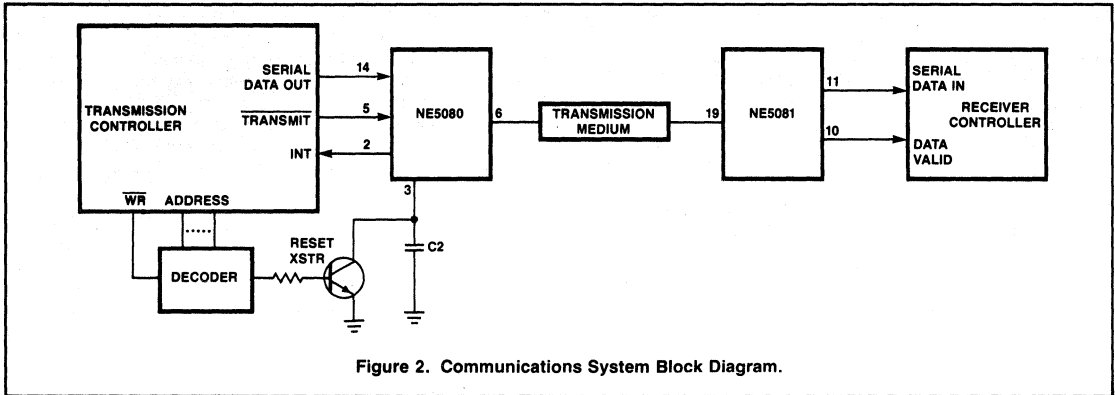 SERIAL
DATA OUT
14
TRANSMISSION
CONTROLLER
TRANSMIT
5
INT
2
NE5080
6
TRANSMISSION
MEDIUM
19
NE5081
11
10
SERIAL
DATA IN
RECEIVER
CONTROLLER
DATA
VALID
3
WR ADDRESS
DECODER
RESET
XSTR
C2
Figure 2. Communications System Block Diagram.